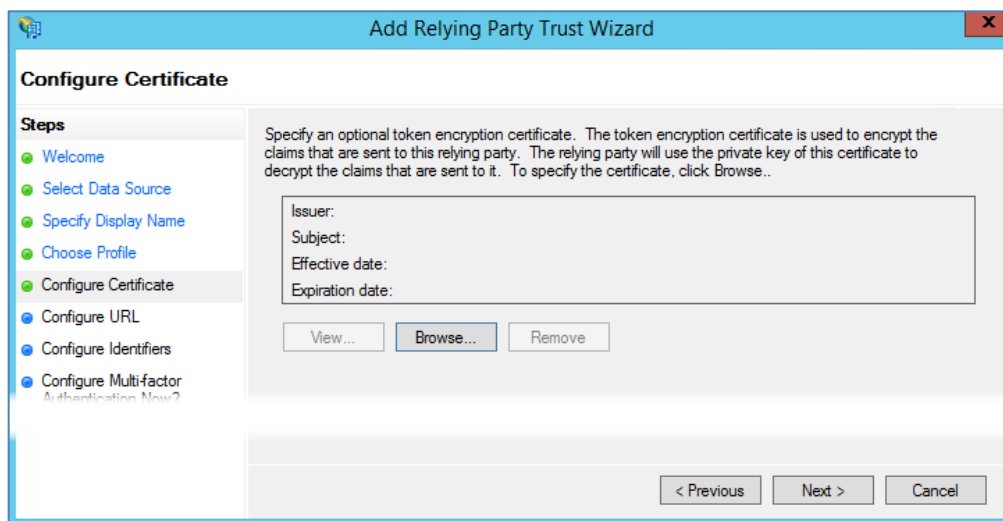 Add Relying Party Trust Wizard
X
Configure Certificate
Steps
Welcome
Select Data Source
Specify Display Name
Choose Profile
Configure Certificate
Configure URL
Configure Identifiers
Configure Multi-factor
Authentication Now?
Specify an optional token encryption certificate. The token encryption certificate is used to encrypt the
claims that are sent to this relying party. The relying party will use the private key of this certificate to
decrypt the claims that are sent to it. To specify the certificate, click Browse..
Issuer:
Subject:
Effective date:
Expiration date:
View...
Browse...
Remove
< Previous
Next >
Cancel